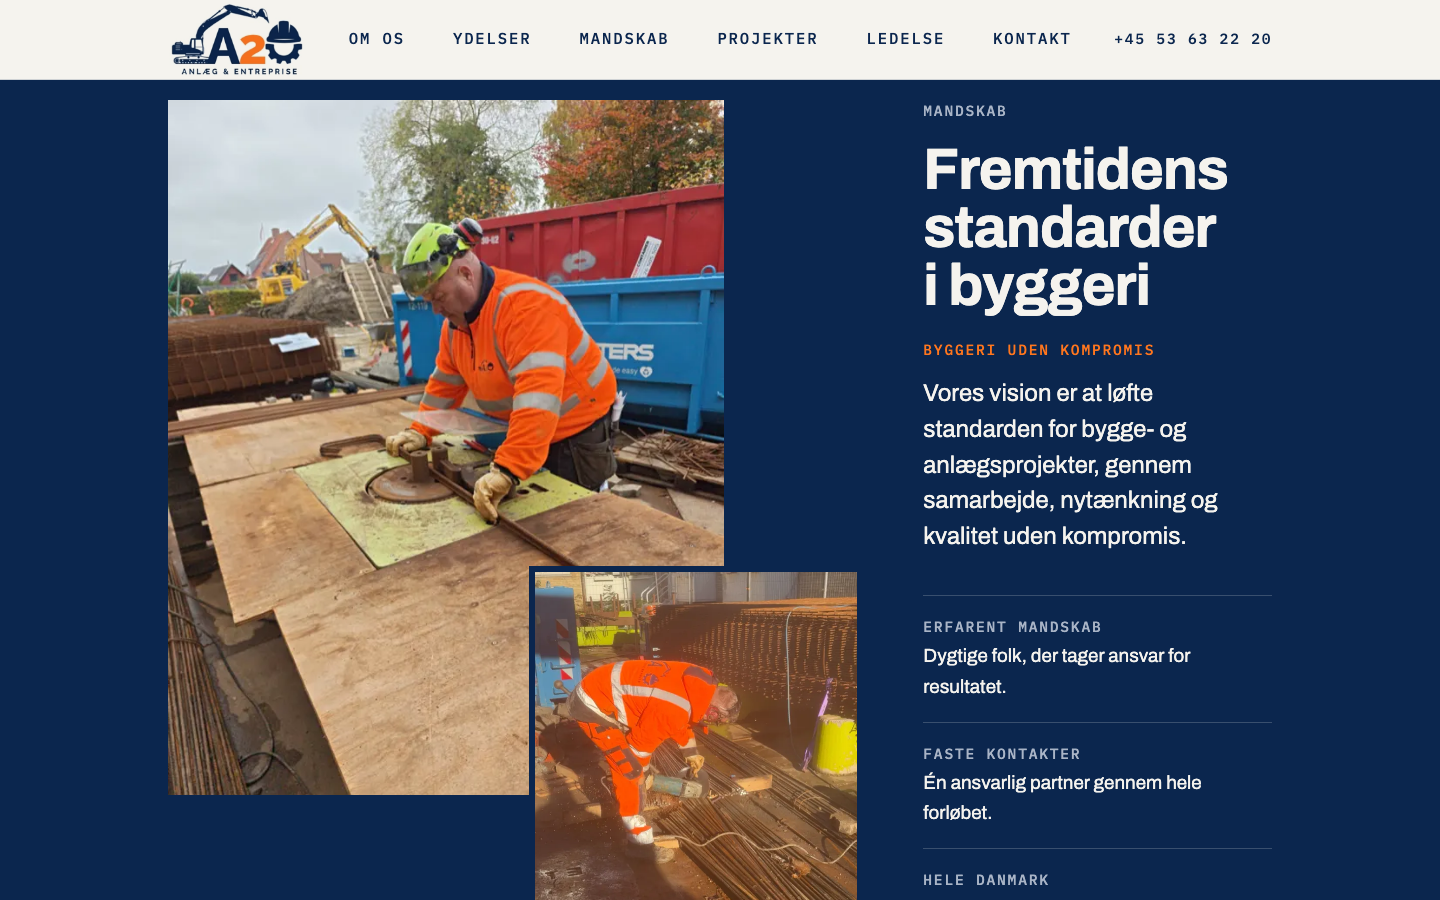 A2
ANLÆG & ENTREPRISE
OM OS
YDELSER
MANDSKAB
PROJEKTER
LEDELSE
KONTAKT
+45 53 63 22 20
MANDSKAB
Fremtidens
standarder
i byggeri
BYGGERI UDEN KOMPROMIS
Vores vision er at løfte
standarden for bygge- og
anlægsprojekter, gennem
samarbejde, nytænkning og
kvalitet uden kompromis.
ERFARENT MANDSKAB
Dygtige folk, der tager ansvar for
resultatet.
FASTE KONTAKTER
Én ansvarlig partner gennem hele
forløbet.
HELE DANMARK